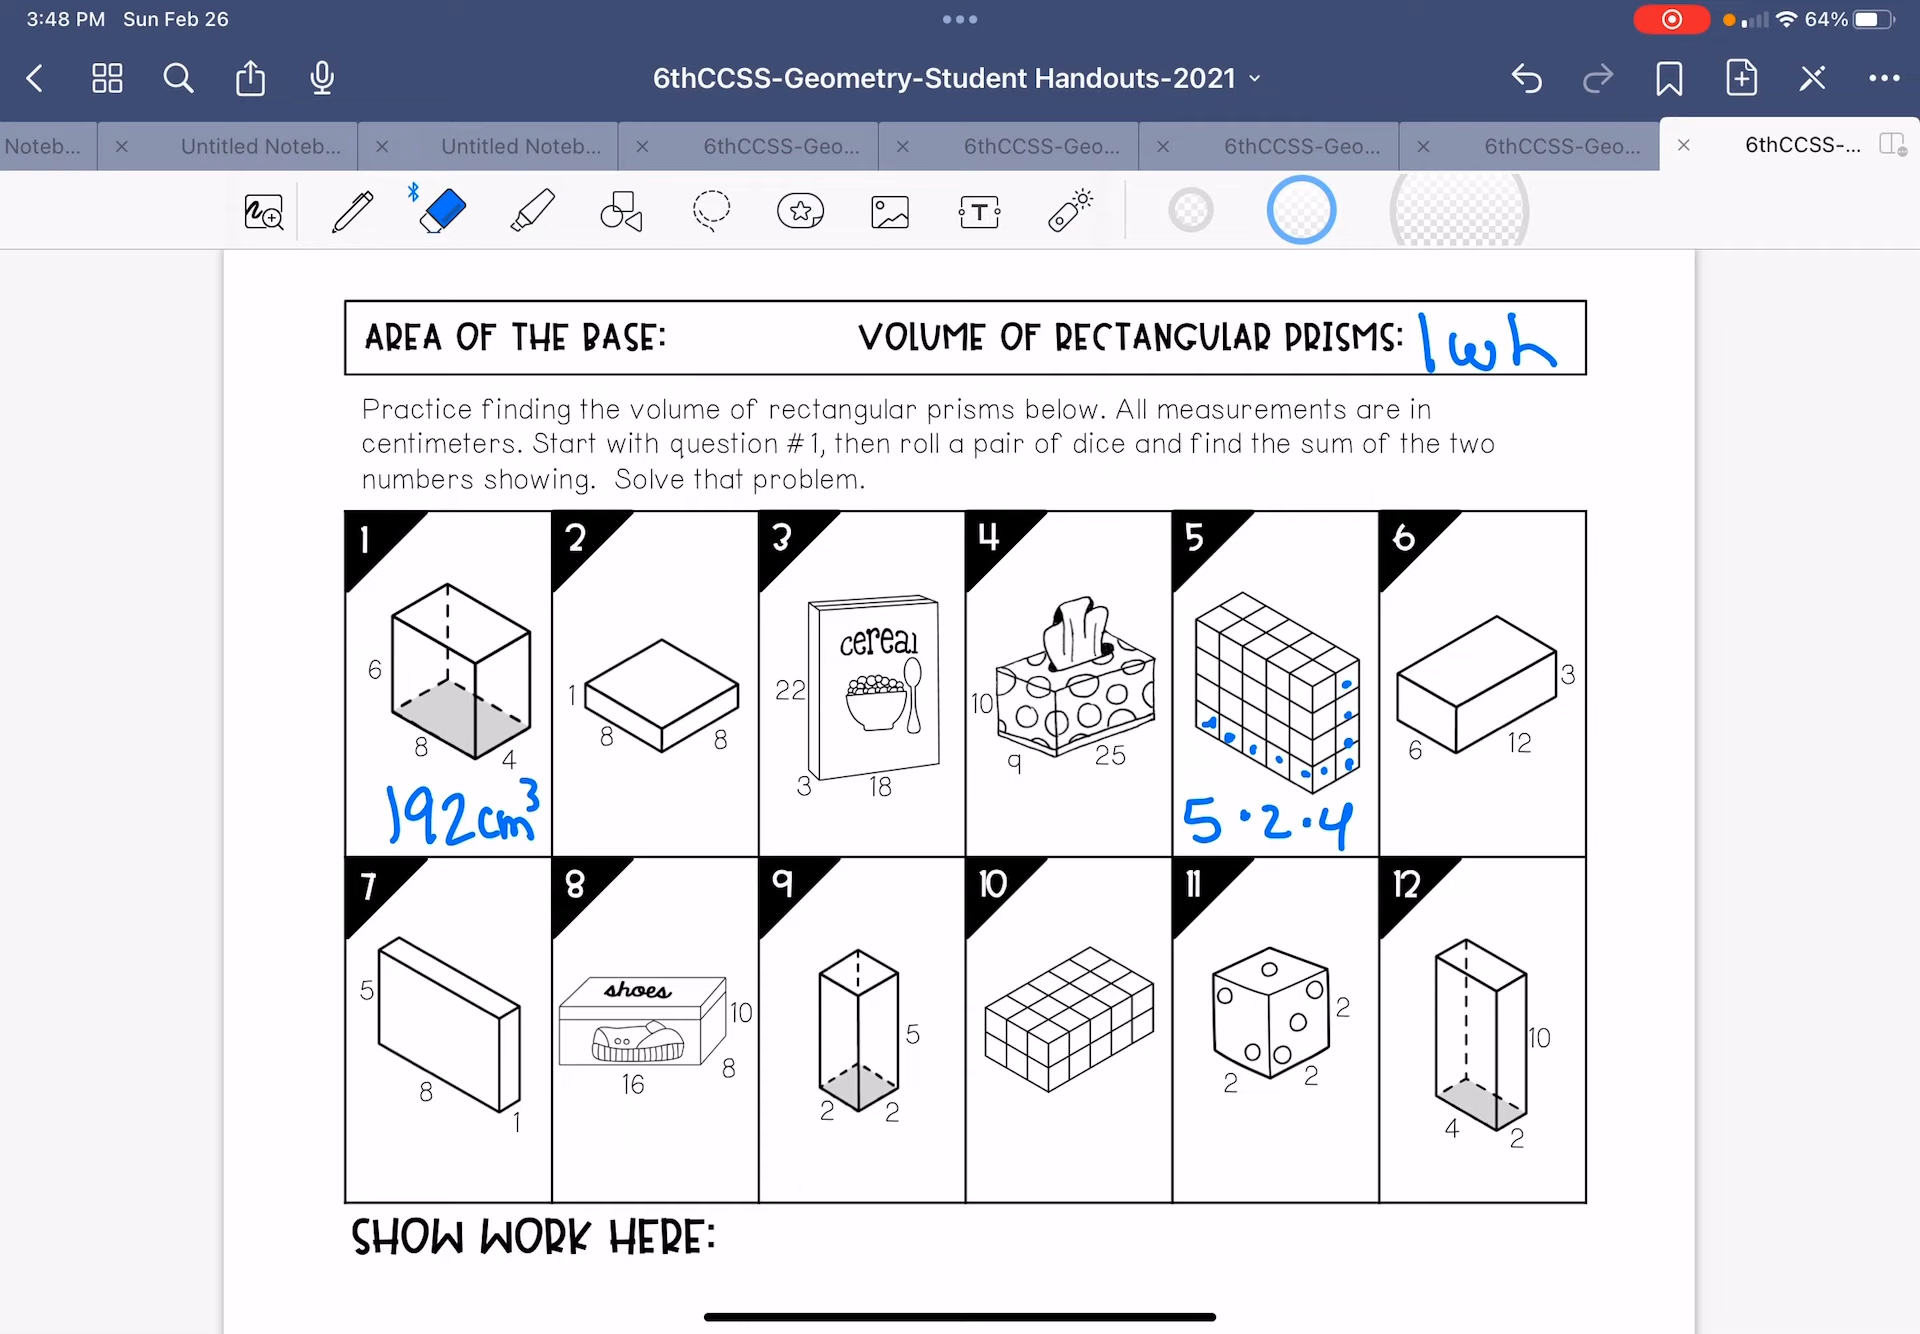 3:48 PM Sun Feb 26
64%
6thCCSS-Geometry-Student Handouts-2021
Noteb...
Untitled Noteb...
Untitled Noteb...
6thCCSS-Geo...
6thCCSS-Geo...
6thCCSS-Geo...
6thCCSS-Geo...
6thCCSS-...
T
AREA OF THE BASE: VOLUME OF RECTANGULAR PRISMS: lwh
Practice finding the volume of rectangular prisms below. All measurements are in
centimeters. Start with question #1, then roll a pair of dice and find the sum of the two
numbers showing. Solve that problem.
1
6
8
4
192cm³
2
1
8
8
3
cereal
22
3
18
4
10
9
25
5
5·2·4
6
3
6
12
7
5
8
1
8
shoes
10
8
16
9
5
2
2
10
11
2
2
2
12
10
4
2
SHOW WORK HERE: